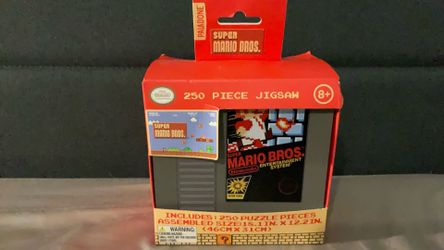 PALADONE
SUPER
MARIO BROS.
250 PIECE JIGSAW
8+
SUPER
MARIO BROS.
SUPER
MARIO BROS.
ENTERTAINMENT
SYSTEM
WARNING:
INCLUDES: 250 PUZZLE PIECES
ASSEMBLED SIZE:18.1IN. X 12.2IN.
(46CM X 31CM)